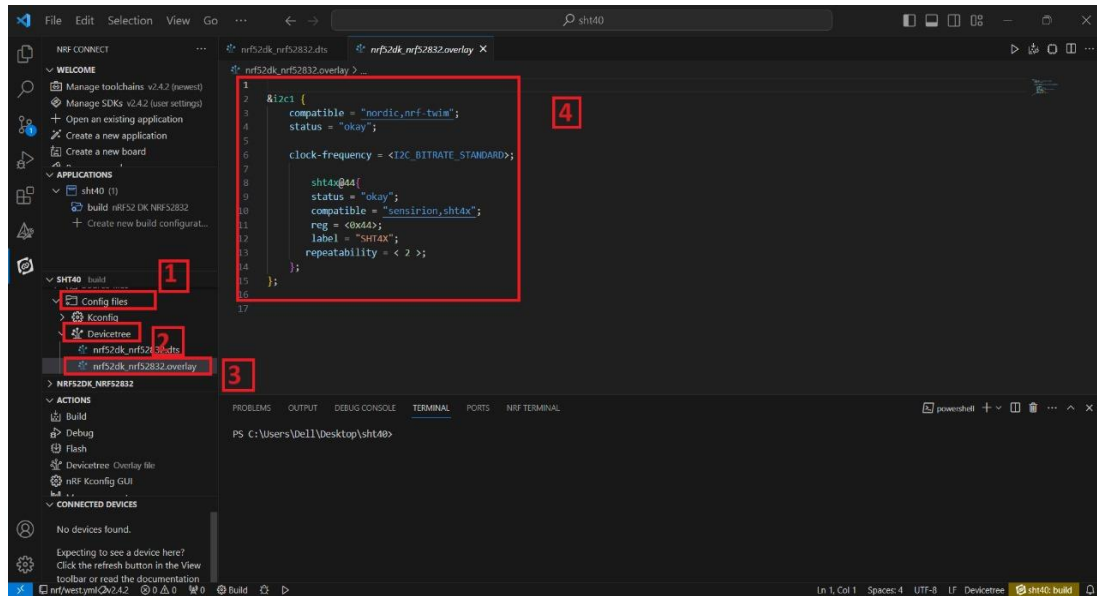 File Edit Selection View Go ... sht40
NRF CONNECT ...
WELCOME
Manage toolchains v2.4.2 (newest)
Manage SDKs v2.4.2 (user settings)
Open an existing application
Create a new application
Create a new board
APPLICATIONS
sht40 (1)
build nRF52 DK NRF52832
Create new build configurat...
SHT40 build
1
Config files
Kconfig
Devicetree
2
nrf52dk_nrf52832.dts
nrf52dk_nrf52832.overlay
3
NRF52DK_NRF52832
ACTIONS
Build
Debug
Flash
Devicetree Overlay file
nRF Kconfig GUI
CONNECTED DEVICES
No devices found.
Expecting to see a device here?
Click the refresh button in the View
toolbar or read the documentation
nrf52dk_nrf52832.dts nrf52dk_nrf52832.overlay
nrf52dk_nrf52832.overlay > ...
1
2 &i2c1 {
3 compatible = "nordic,nrf-twim";
4 status = "okay";
5
6 clock-frequency = <I2C_BITRATE_STANDARD>;
7
8 sht4x@44{
9 status = "okay";
10 compatible = "sensirion,sht4x";
11 reg = <0x44>;
12 label = "SHT4X";
13 repeatability = < 2 >;
14 };
15 };
16
17
4
PROBLEMS OUTPUT DEBUG CONSOLE TERMINAL PORTS NRF TERMINAL powershell
PS C:\Users\Dell\Desktop\sht40>
nrf/west.yml v2.4.2 0 0 0 Build Ln 1, Col 1 Spaces: 4 UTF-8 LF Devicetree sht40: build